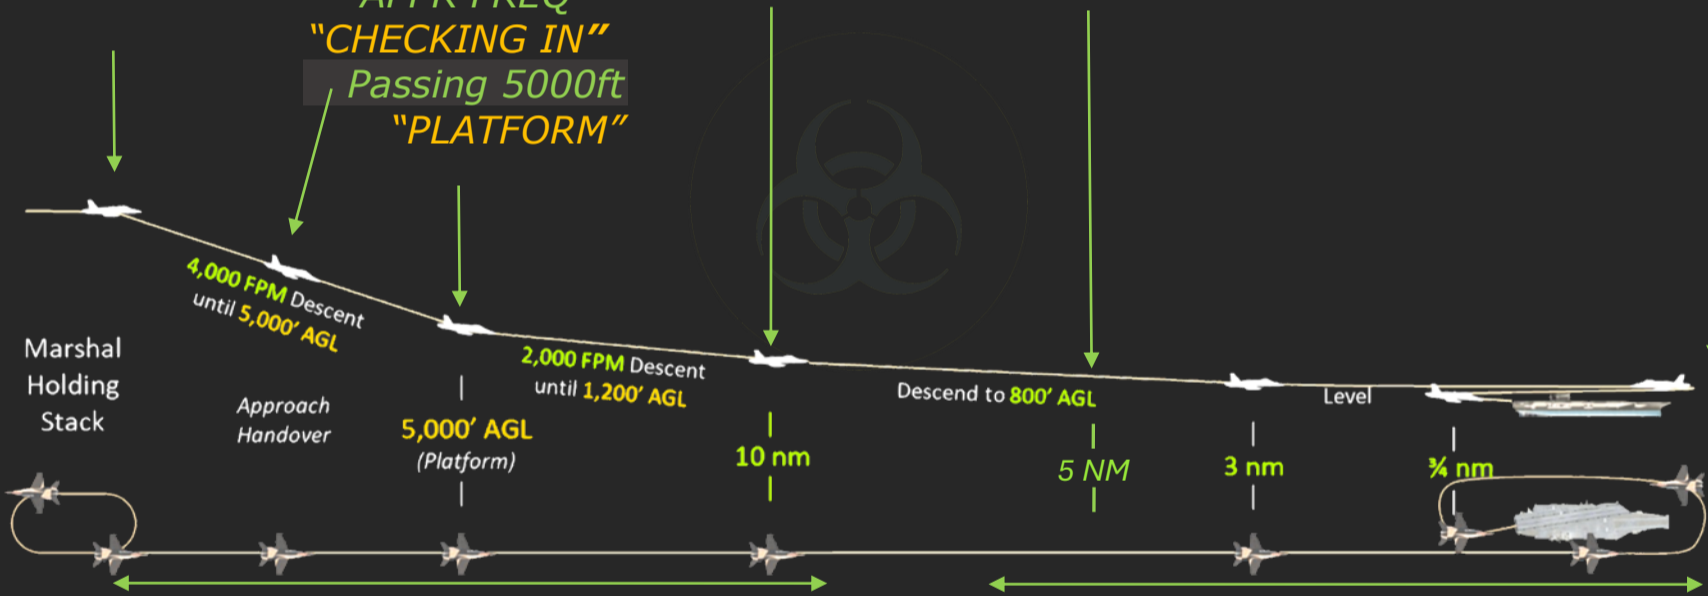 APPR FREQ
“CHECKING IN”
Passing 5000ft
“PLATFORM”
4,000 FPM Descent
until 5,000’ AGL
2,000 FPM Descent
until 1,200’ AGL
Descend to 800’ AGL
Level
Marshal
Holding
Stack
Approach
Handover
5,000’ AGL
(Platform)
10 nm
5 NM
3 nm
¾ nm